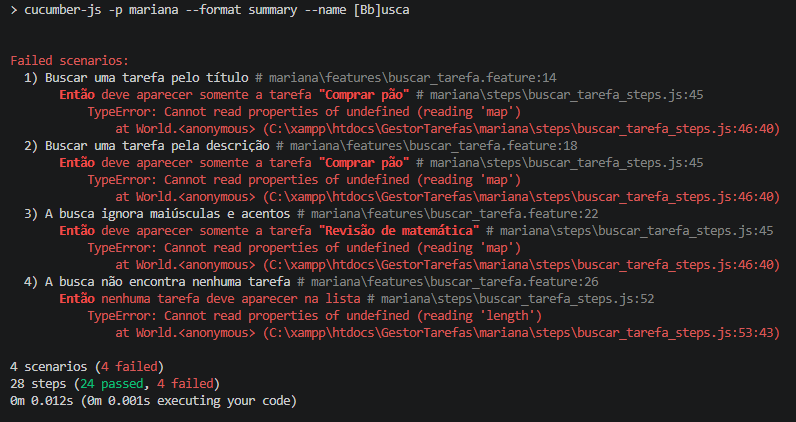 > cucumber-js -p mariana --format summary --name [Bb]usca
Failed scenarios:
1) Buscar uma tarefa pelo título # mariana\features\buscar_tarefa.feature:14
Então deve aparecer somente a tarefa "Comprar pão" # mariana\steps\buscar_tarefa_steps.js:45
TypeError: Cannot read properties of undefined (reading 'map')
at World.<anonymous> (C:\xampp\htdocs\GestorTarefas\mariana\steps\buscar_tarefa_steps.js:46:40)
2) Buscar uma tarefa pela descrição # mariana\features\buscar_tarefa.feature:18
Então deve aparecer somente a tarefa "Comprar pão" # mariana\steps\buscar_tarefa_steps.js:45
TypeError: Cannot read properties of undefined (reading 'map')
at World.<anonymous> (C:\xampp\htdocs\GestorTarefas\mariana\steps\buscar_tarefa_steps.js:46:40)
3) A busca ignora maiúsculas e acentos # mariana\features\buscar_tarefa.feature:22
Então deve aparecer somente a tarefa "Revisão de matemática" # mariana\steps\buscar_tarefa_steps.js:45
TypeError: Cannot read properties of undefined (reading 'map')
at World.<anonymous> (C:\xampp\htdocs\GestorTarefas\mariana\steps\buscar_tarefa_steps.js:46:40)
4) A busca não encontra nenhuma tarefa # mariana\features\buscar_tarefa.feature:26
Então nenhuma tarefa deve aparecer na lista # mariana\steps\buscar_tarefa_steps.js:52
TypeError: Cannot read properties of undefined (reading 'length')
at World.<anonymous> (C:\xampp\htdocs\GestorTarefas\mariana\steps\buscar_tarefa_steps.js:53:43)
4 scenarios (4 failed)
28 steps (24 passed, 4 failed)
0m 0.012s (0m 0.001s executing your code)